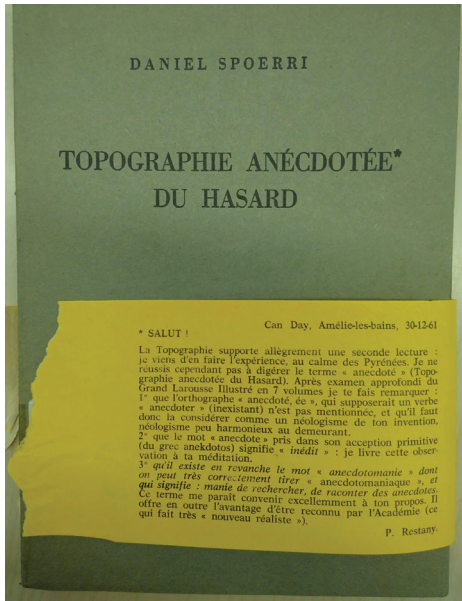 DANIEL SPOERRI
TOPOGRAPHIE ANÉCDOTÉE*
DU HASARD
Can Day, Amélie-les-bains, 30-12-61
* SALUT !
La Topographie supporte allègrement une seconde lecture :
je viens d'en faire l'expérience, au calme des Pyrénées. Je ne
réussis cependant pas à digérer le terme « anecdoté » (Topo-
graphie anecdotée du Hasard). Après examen approfondi du
Grand Larousse Illustré en 7 volumes je te fais remarquer :
1° que l'orthographe « anecdoté, ée », qui supposerait un verbe
« anecdoter » (inexistant) n'est pas mentionnée, et qu'il faut
donc la considérer comme un néologisme de ton invention,
néologisme peu harmonieux au demeurant.
2° que le mot « anecdote » pris dans son acception primitive
(du grec anekdotos) signifie « inédit » : je livre cette obser-
vation à ta méditation.
3° qu'il existe en revanche le mot « anecdotomanie » dont
on peut très correctement tirer « anecdotomaniaque », et
qui signifie : manie de rechercher, de raconter des anecdotes.
Ce terme me paraît convenir excellemment à ton propos. Il
offre en outre l'avantage d'être reconnu par l'Académie (ce
qui fait très « nouveau réaliste »).
P. Restany.